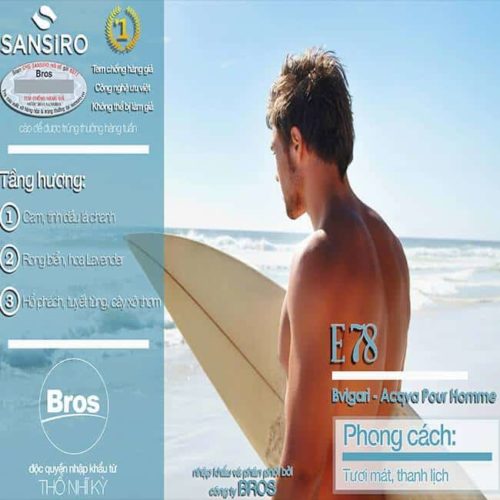 SANSIRO
1
Bros
Tem chống hàng giả
Công nghệ ưu việt
Không thể bị làm giả
cào để được trúng thưởng hàng tuần
Tầng hương:
1 Cam, tinh dầu lá chanh
2 Rong biển, hoa Lavender
3 Hổ phách, tuyết tùng, cây xô thơm
Bros
độc quyền nhập khẩu từ
THỔ NHĨ KỲ
E 78
Bvlgari - Acqva Pour Homme
Phong cách:
Tươi mát, thanh lịch
nhập khẩu và phân phối bởi
công ty BROS